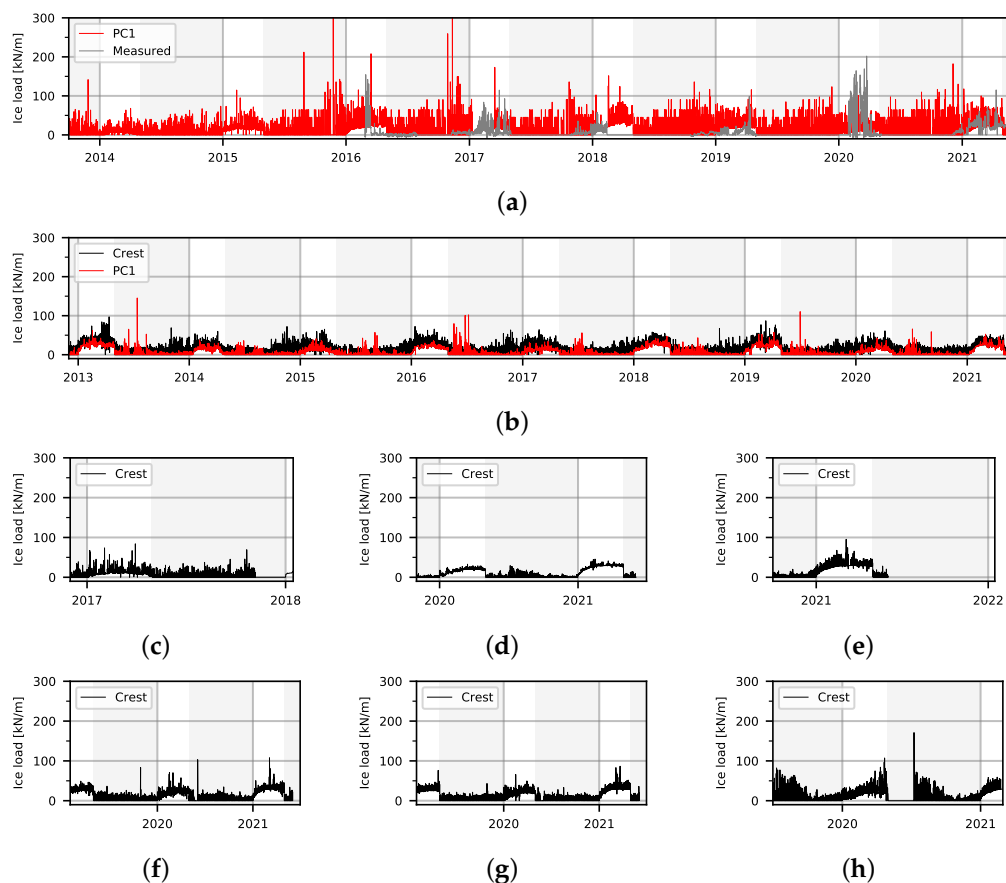 Ice load [kN/m]
300
200
100
0
PC1
Measured
2014 2015 2016 2017 2018 2019 2020 2021
(a)
Ice load [kN/m]
300
200
100
0
Crest
PC1
2013 2014 2015 2016 2017 2018 2019 2020 2021
(b)
Ice load [kN/m]
300
200
100
0
Crest
2017 2018
(c)
Ice load [kN/m]
300
200
100
0
Crest
2020 2021
(d)
Ice load [kN/m]
300
200
100
0
Crest
2021 2022
(e)
Ice load [kN/m]
300
200
100
0
Crest
2020 2021
(f)
Ice load [kN/m]
300
200
100
0
Crest
2020 2021
(g)
Ice load [kN/m]
300
200
100
0
Crest
2020 2021
(h)